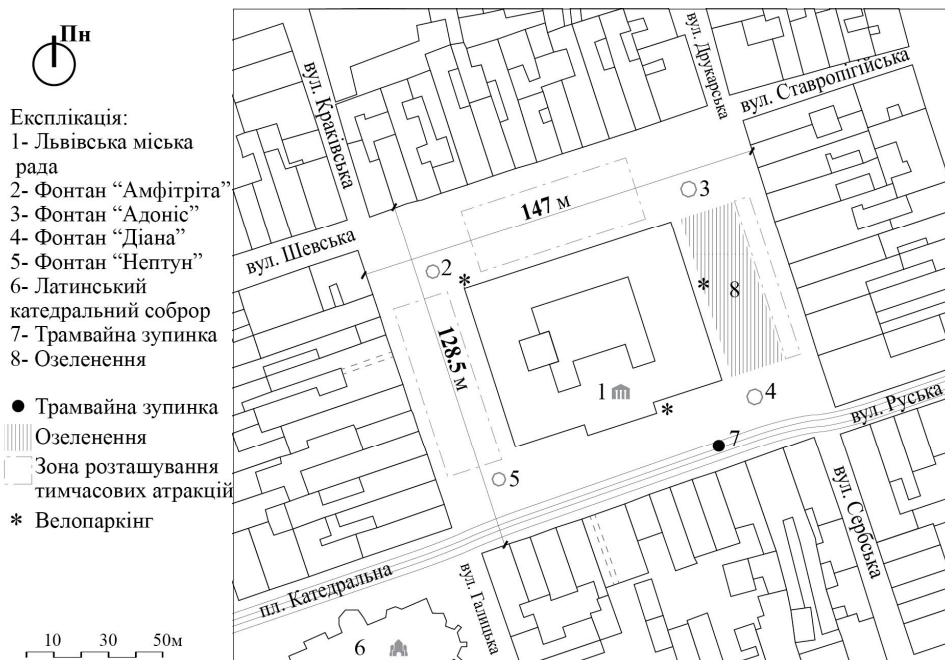 Пн
Експлікація:
1- Львівська міська
рада
2- Фонтан “Амфітріта”
3- Фонтан “Адоніс”
4- Фонтан “Діана”
5- Фонтан “Нептун”
6- Латинський
катедральний соброр
7- Трамвайна зупинка
8- Озеленення
Трамвайна зупинка
Озеленення
Зона розташування
тимчасових атракцій
* Велопаркінг
10 30 50м
вул. Краківська
вул. Друкарська
вул. Ставропігійська
вул. Шевська
147 м
128.5 м
2
*
3
*
8
1
*
4
5
7
вул. Руська
вул. Сербська
пл. Катедральна
вул. Галицька
6